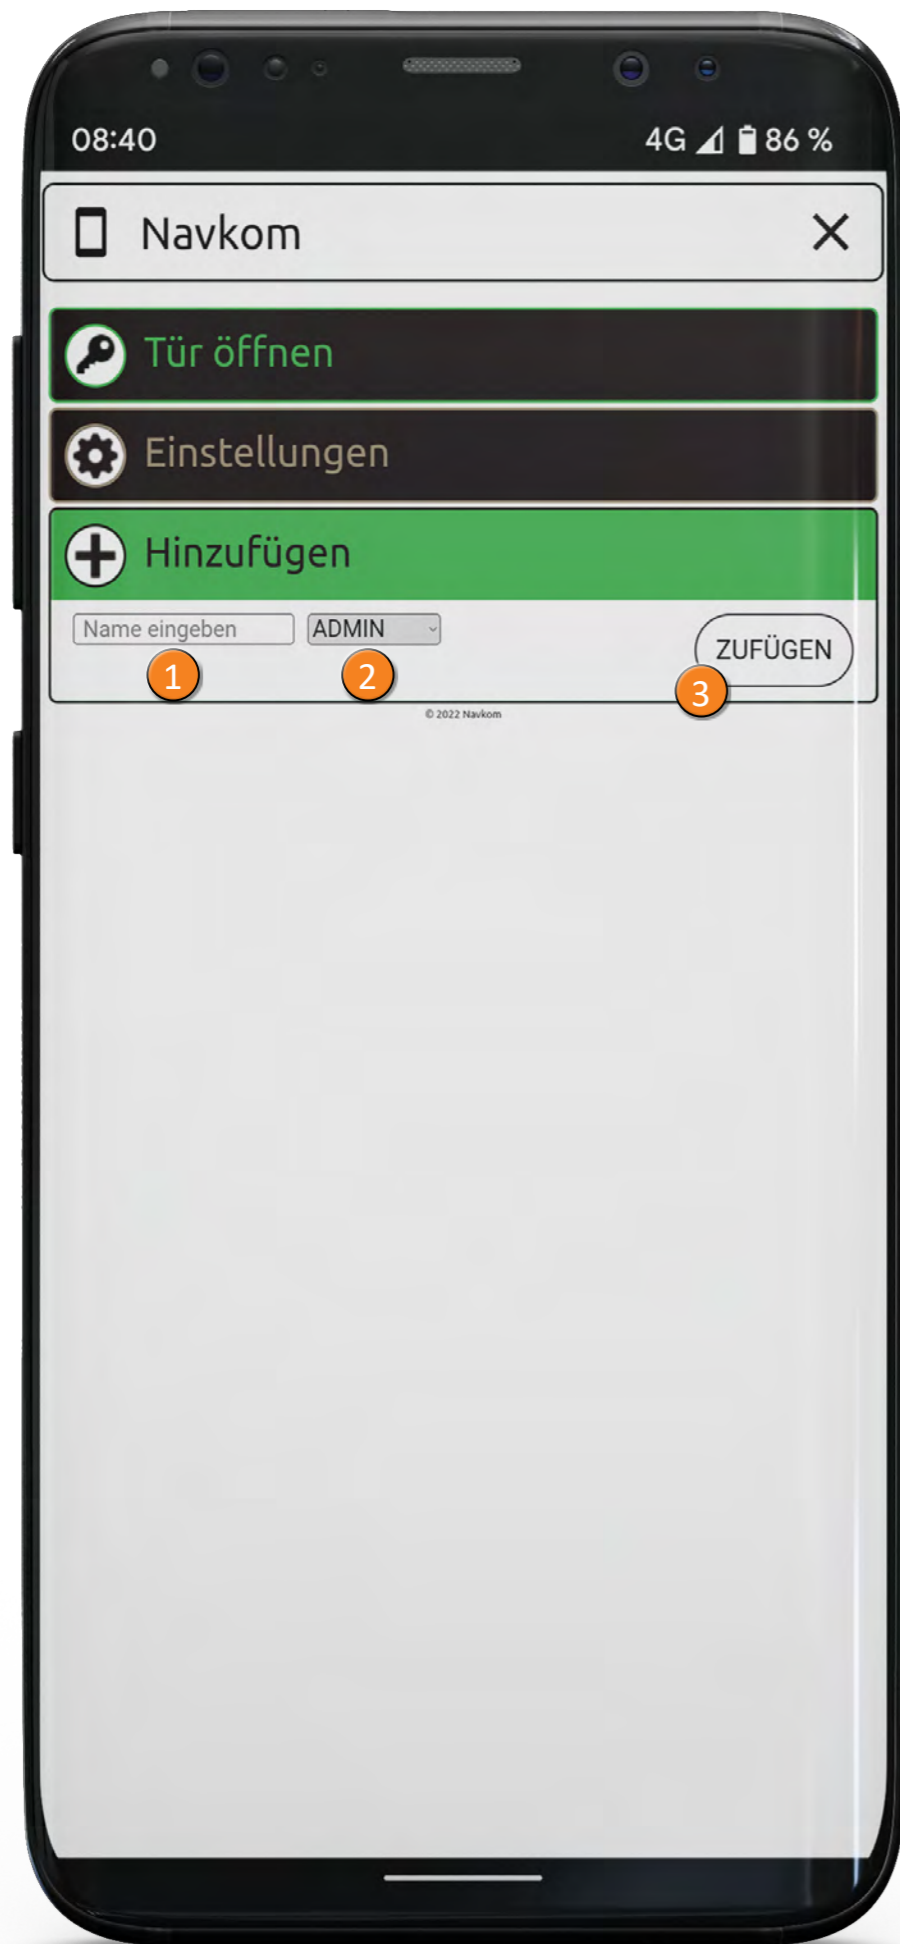 08:40 4G 86 %
Navkom
Tür öffnen
Einstellungen
Hinzufügen
Name eingeben ADMIN ZUFÜGEN
1 2 3
© 2022 Navkom